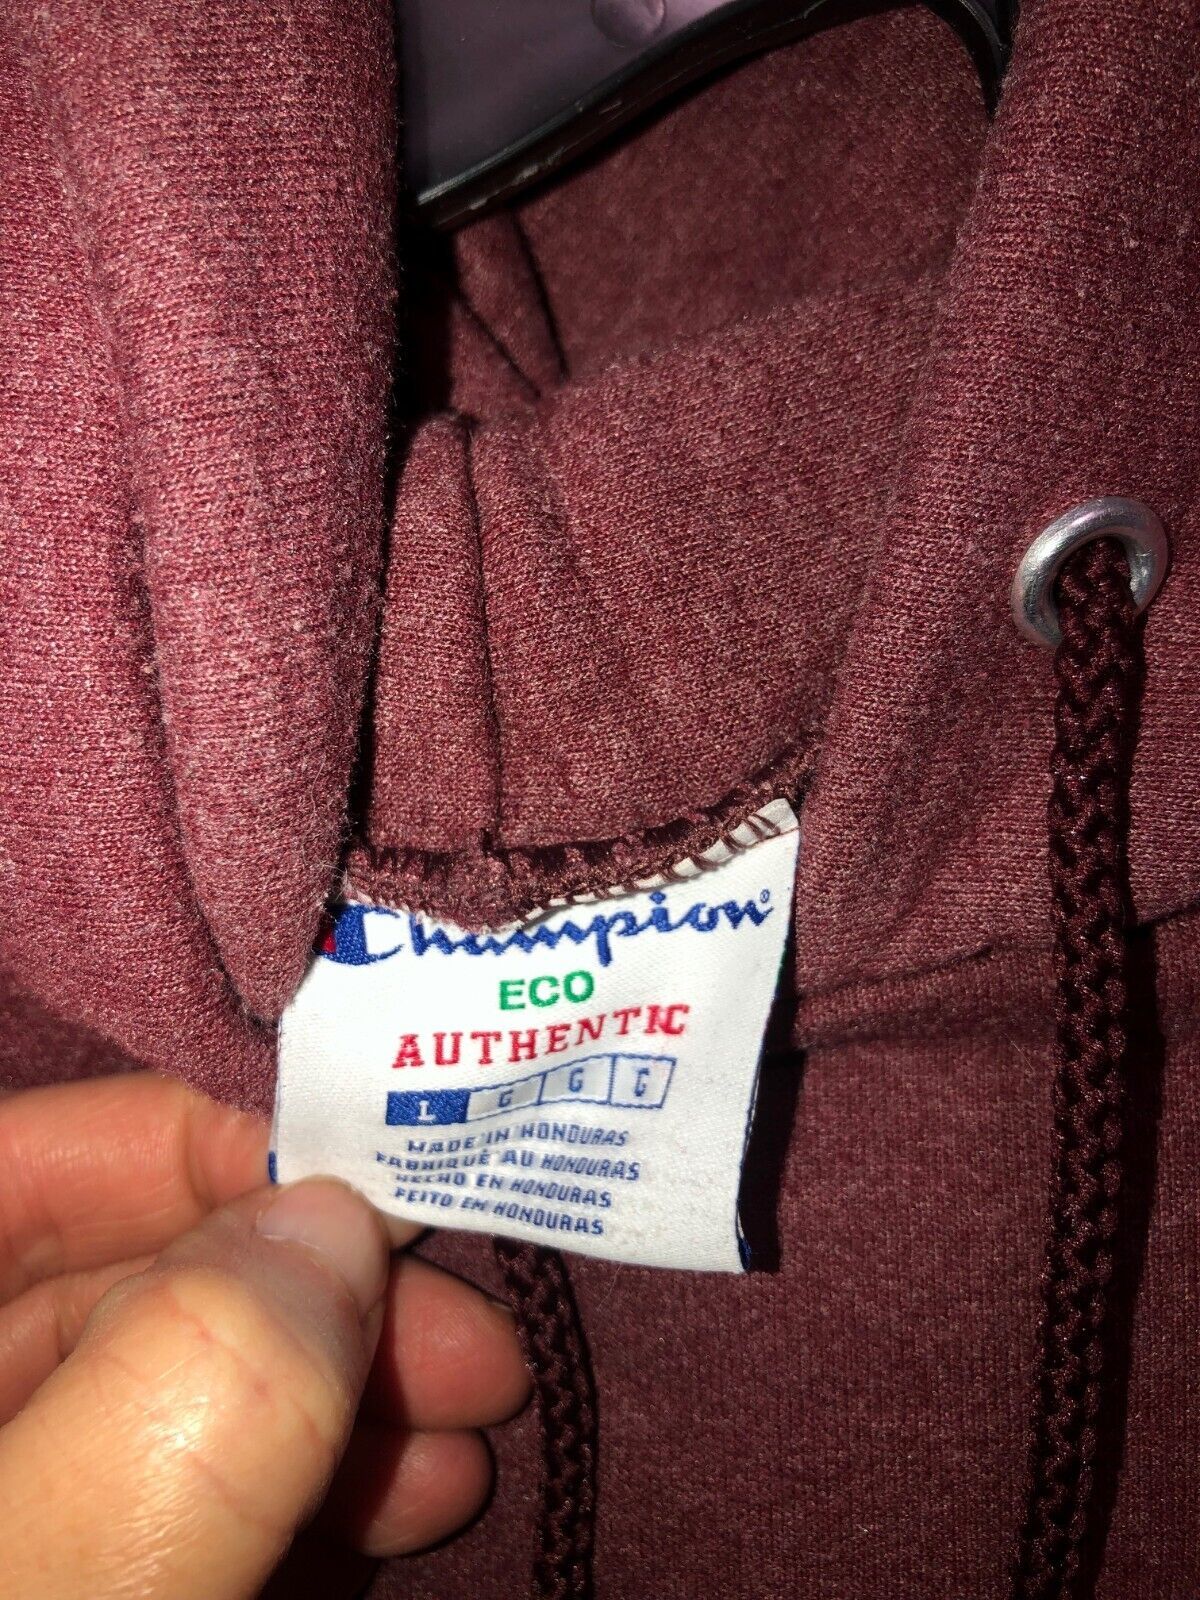 Champion®
ECO
AUTHENTIC
L G G G
MADE IN HONDURAS
FABRIQUÉ AU HONDURAS
HECHO EN HONDURAS
FEITO EM HONDURAS